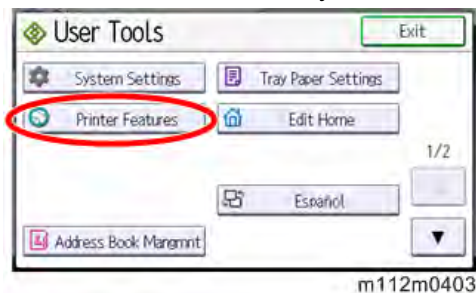 User Tools
Exit
System Settings
Tray Paper Settings
Printer Features
Edit Home
1/2
Español
Address Book Mangmnt
▼
m112m0403